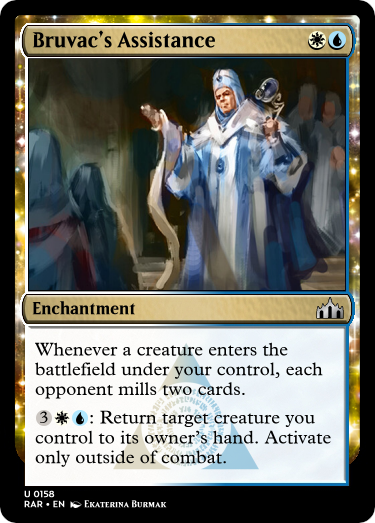 Bruvac's Assistance
Enchantment
Whenever a creature enters the
battlefield under your control, each
opponent mills two cards.
3 : Return target creature you
control to its owner's hand. Activate
only outside of combat.
U 0158
RAR • EN Ekaterina Burmak